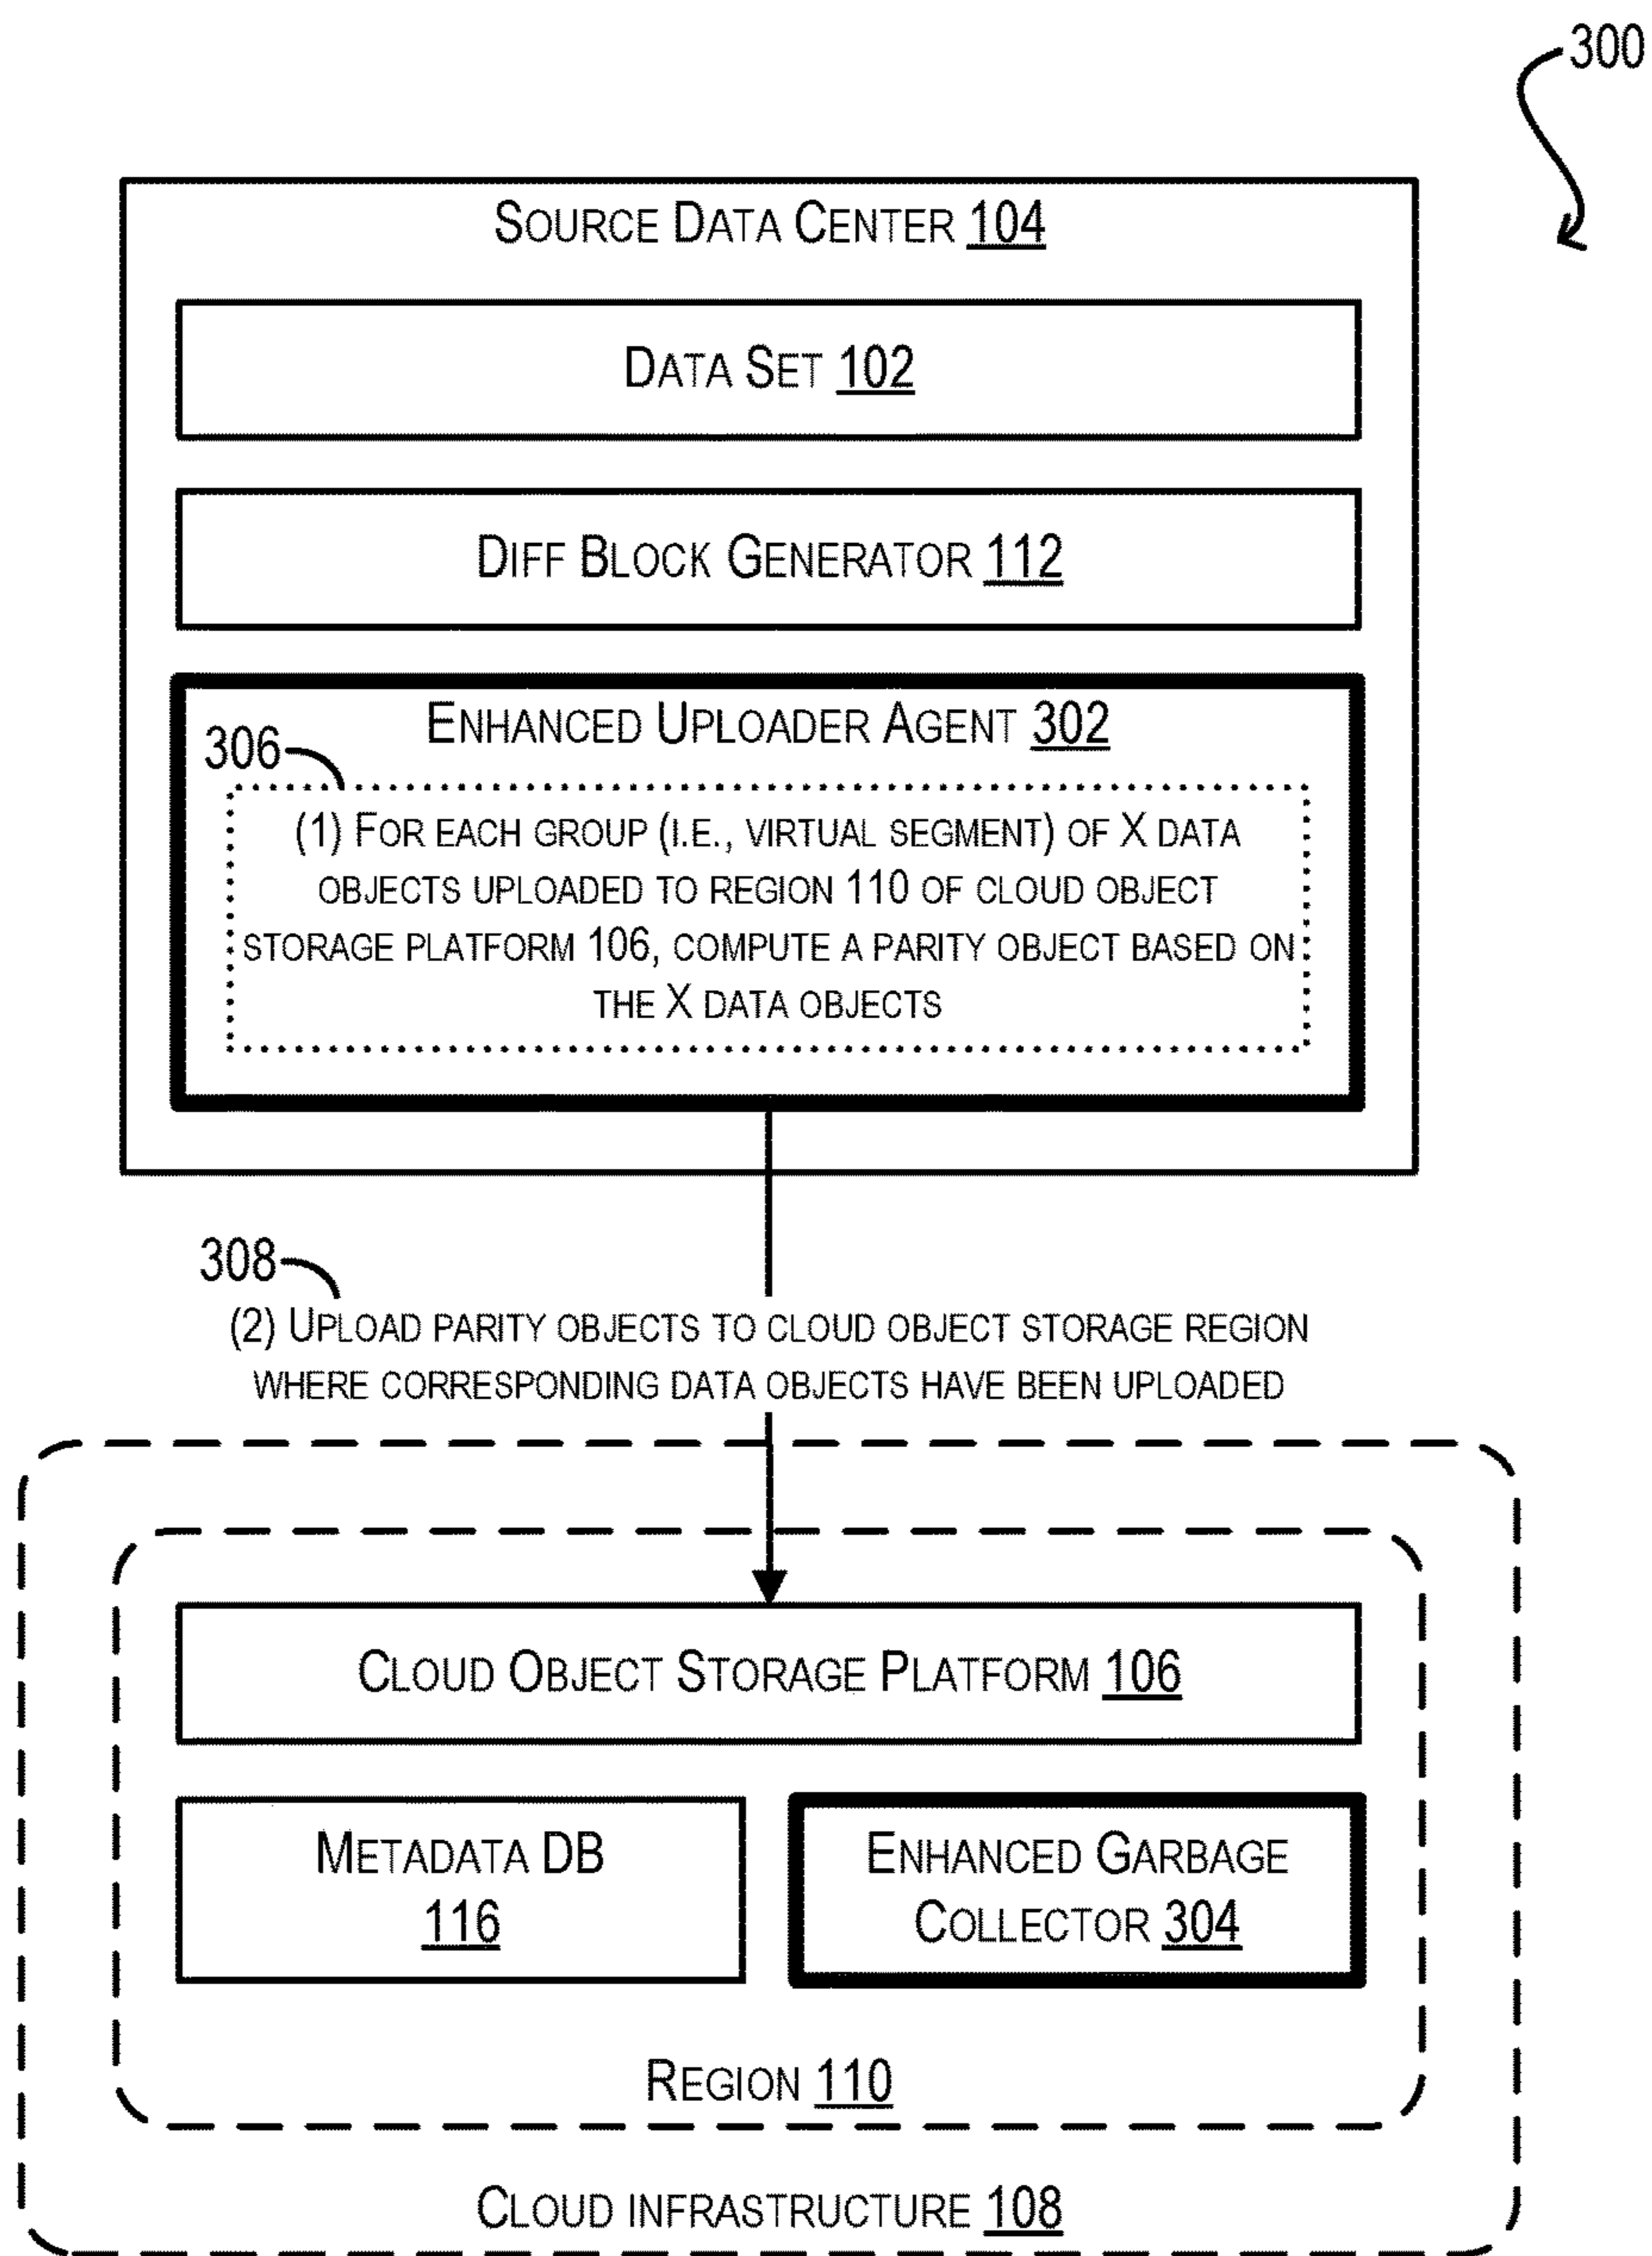 300
SOURCE DATA CENTER 104
DATA SET 102
DIFF BLOCK GENERATOR 112
ENHANCED UPLOADER AGENT 302
306
(1) FOR EACH GROUP (I.E., VIRTUAL SEGMENT) OF X DATA
OBJECTS UPLOADED TO REGION 110 OF CLOUD OBJECT
STORAGE PLATFORM 106, COMPUTE A PARITY OBJECT BASED ON
THE X DATA OBJECTS
308
(2) UPLOAD PARITY OBJECTS TO CLOUD OBJECT STORAGE REGION
WHERE CORRESPONDING DATA OBJECTS HAVE BEEN UPLOADED
CLOUD OBJECT STORAGE PLATFORM 106
METADATA DB
116
ENHANCED GARBAGE
COLLECTOR 304
REGION 110
CLOUD INFRASTRUCTURE 108